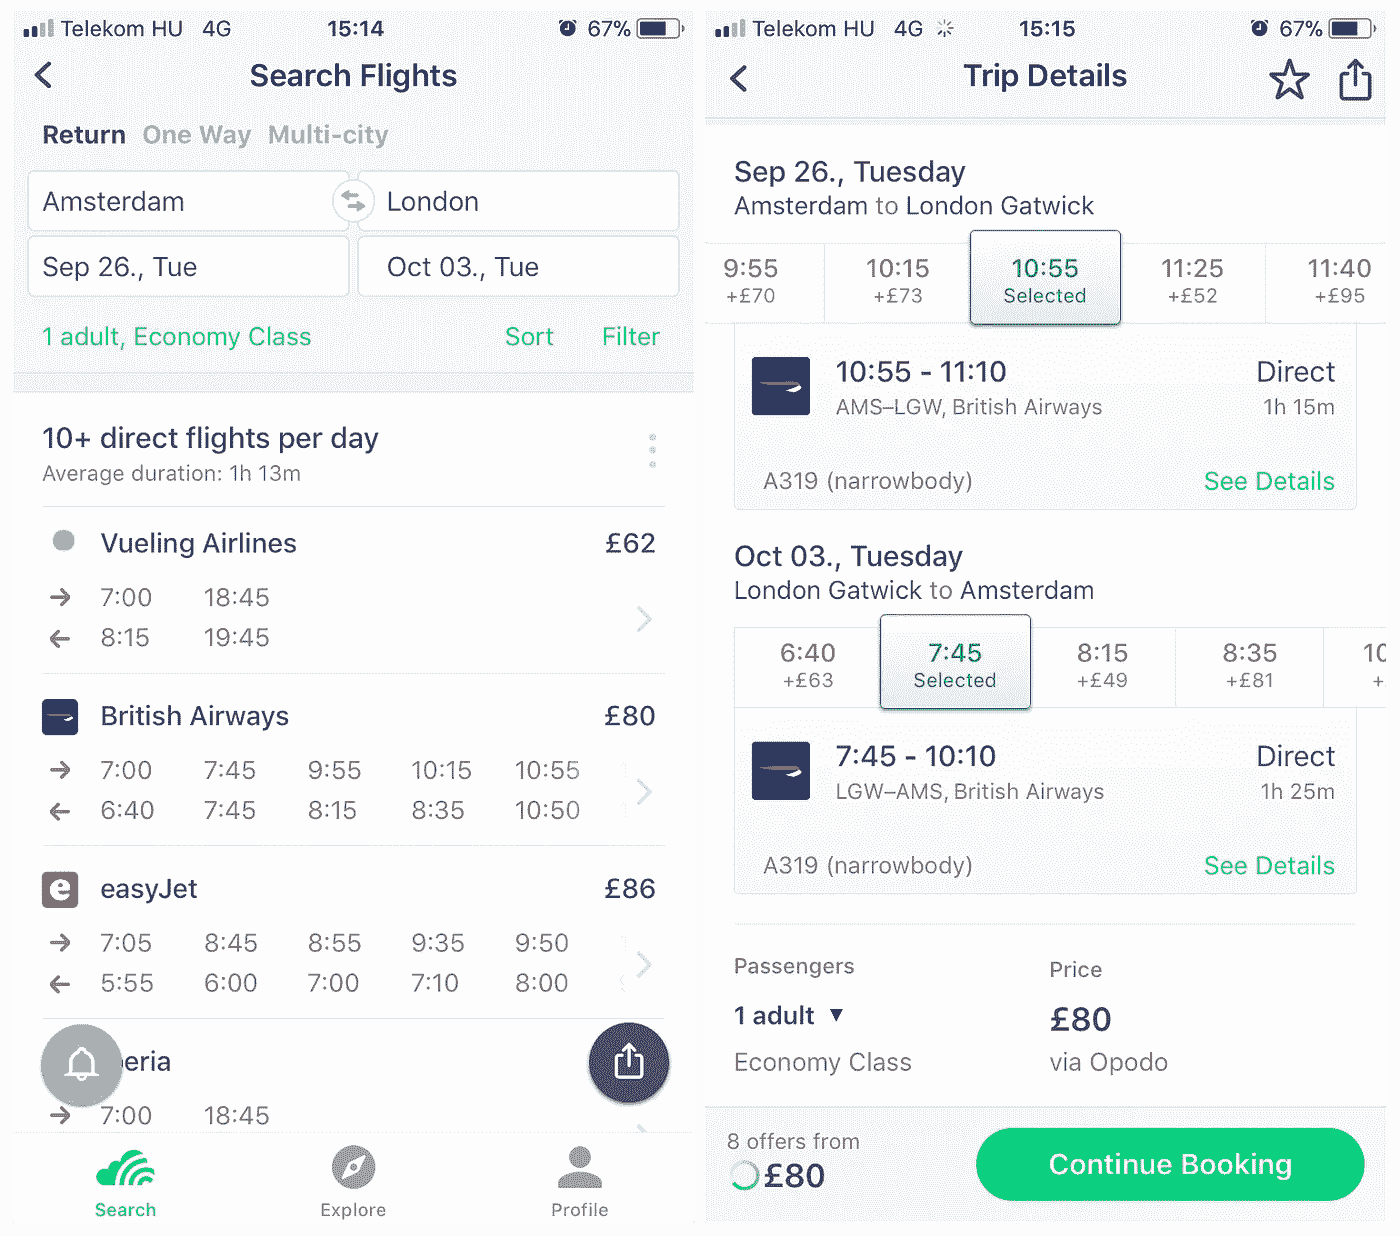 Telekom HU 4G 15:14 67%
Search Flights
Return One Way Multi-city
Amsterdam London
Sep 26., Tue Oct 03., Tue
1 adult, Economy Class Sort Filter
10+ direct flights per day
Average duration: 1h 13m
Vueling Airlines £62
7:00 18:45
8:15 19:45
British Airways £80
7:00 7:45 9:55 10:15 10:55
6:40 7:45 8:15 8:35 10:50
e easyJet £86
7:05 8:45 8:55 9:35 9:50
5:55 6:00 7:00 7:10 8:00
eria
7:00 18:45
Search Explore Profile
Telekom HU 4G 15:15 67%
Trip Details
Sep 26., Tuesday
Amsterdam to London Gatwick
9:55 10:15 10:55 11:25 11:40
+£70 +£73 Selected +£52 +£95
10:55 - 11:10 Direct
AMS–LGW, British Airways 1h 15m
A319 (narrowbody) See Details
Oct 03., Tuesday
London Gatwick to Amsterdam
6:40 7:45 8:15 8:35 10
+£63 Selected +£49 +£81 +
7:45 - 10:10 Direct
LGW–AMS, British Airways 1h 25m
A319 (narrowbody) See Details
Passengers Price
1 adult £80
Economy Class via Opodo
8 offers from
£80
Continue Booking